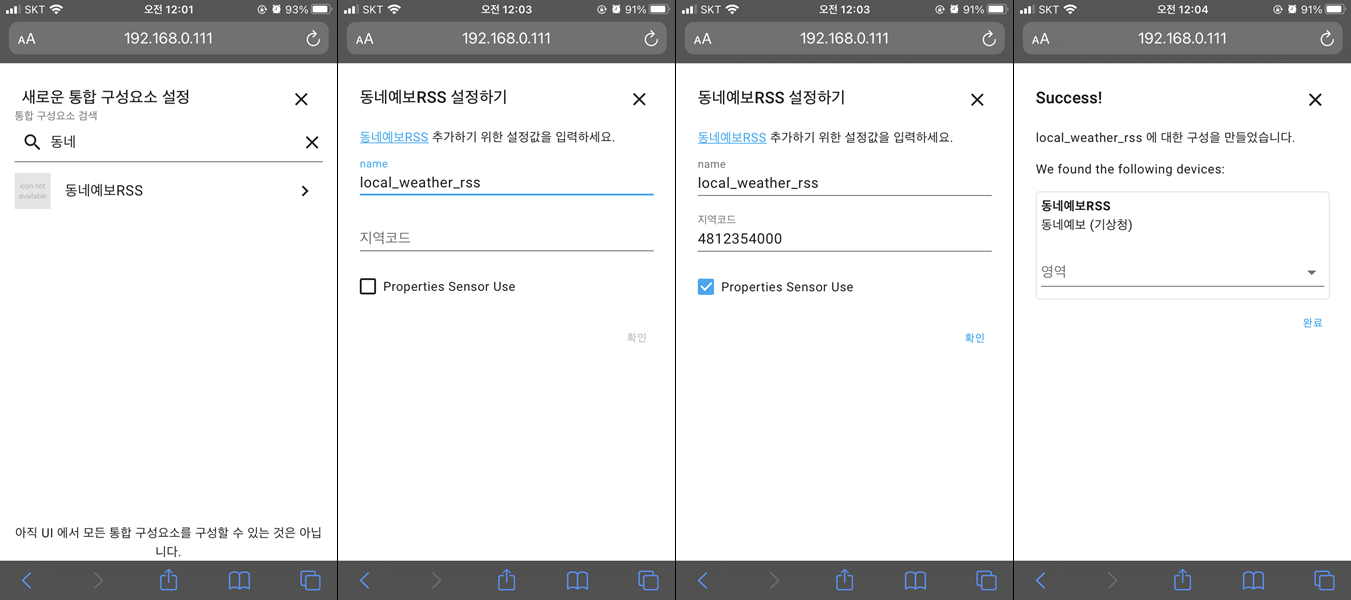 SKT 오전 12:01 93%
AA 192.168.0.111
새로운 통합 구성요소 설정
통합 구성요소 검색
동네
icon not
available
동네예보RSS
아직 UI 에서 모든 통합 구성요소를 구성할 수 있는 것은 아닙
니다.
SKT 오전 12:03 91%
AA 192.168.0.111
동네예보RSS 설정하기
동네예보RSS 추가하기 위한 설정값을 입력하세요.
name
local_weather_rss
지역코드
Properties Sensor Use
확인
SKT 오전 12:03 91%
AA 192.168.0.111
동네예보RSS 설정하기
동네예보RSS 추가하기 위한 설정값을 입력하세요.
name
local_weather_rss
지역코드
4812354000
Properties Sensor Use
확인
SKT 오전 12:04 91%
AA 192.168.0.111
Success!
local_weather_rss 에 대한 구성을 만들었습니다.
We found the following devices:
동네예보RSS
동네예보 (기상청)
영역
완료